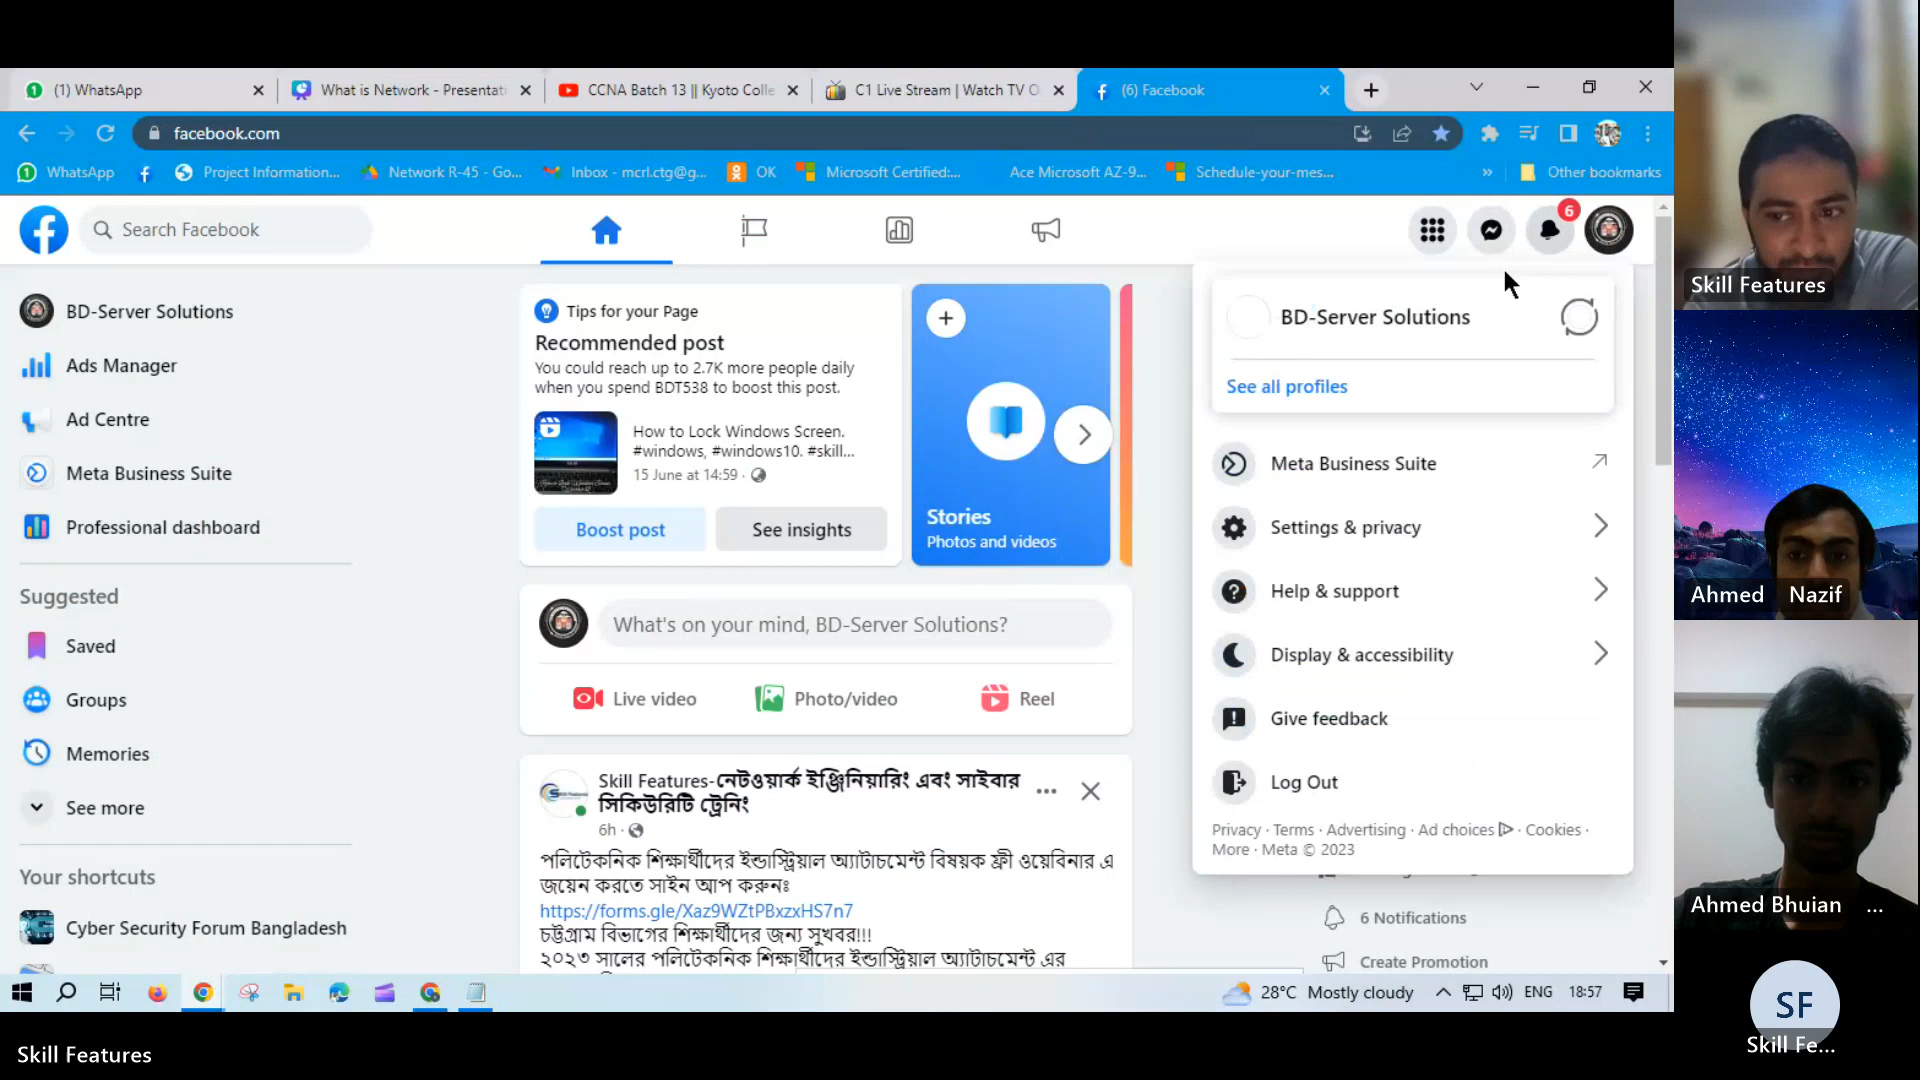 (1) WhatsApp
What is Network - Presentati
CCNA Batch 13 || Kyoto Colle
C1 Live Stream | Watch TV O
(6) Facebook
facebook.com
WhatsApp
Project Information...
Network R-45 - Go...
Inbox - mcrl.ctg@g...
OK
Microsoft Certified:...
Ace Microsoft AZ-9...
Schedule-your-mes...
»
Other bookmarks
Search Facebook
6
BD-Server Solutions
Ads Manager
Ad Centre
Meta Business Suite
Professional dashboard
Suggested
Saved
Groups
Memories
See more
Your shortcuts
Cyber Security Forum Bangladesh
Tips for your Page
Recommended post
You could reach up to 2.7K more people daily
when you spend BDT538 to boost this post.
How to Lock Windows Screen.
#windows, #windows10. #skill...
15 June at 14:59 ·
Boost post
See insights
Stories
Photos and videos
What's on your mind, BD-Server Solutions?
Live video
Photo/video
Reel
Skill Features-নেটওয়ার্ক ইঞ্জিনিয়ারিং এবং সাইবার
সিকিউরিটি ট্রেনিং
6h ·
পলিটেকনিক শিক্ষার্থীদের ইন্ডাস্ট্রিয়াল অ্যাটাচমেন্ট বিষয়ক ফ্রী ওয়েবিনার এ
জয়েন করতে সাইন আপ করুনঃ
https://forms.gle/Xaz9WZtPBxzxHS7n7
চট্টগ্রাম বিভাগের শিক্ষার্থীদের জন্য সুখবর!!!
২০২৩ সালের পলিটেকনিক শিক্ষার্থীদের ইন্ডাস্ট্রিয়াল অ্যাটাচমেন্ট এর
BD-Server Solutions
See all profiles
Meta Business Suite
Settings & privacy
Help & support
Display & accessibility
Give feedback
Log Out
Privacy · Terms · Advertising · Ad choices · Cookies ·
More · Meta © 2023
6 Notifications
Create Promotion
28°C Mostly cloudy
ENG
18:57
Skill Features
Skill Features
Ahmed Nazif
Ahmed Bhuian ...
SF
Skill Fe...